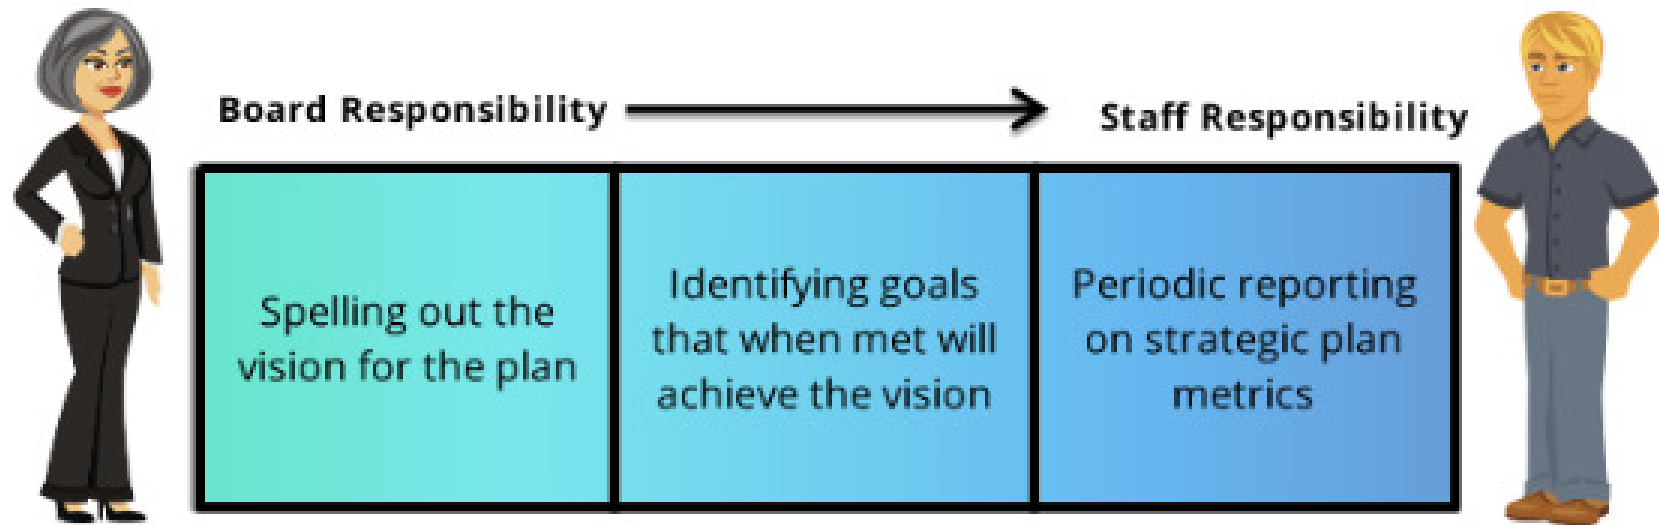 Board Responsibility
Staff Responsibility
Spelling out the
vision for the plan
Identifying goals
that when met will
achieve the vision
Periodic reporting
on strategic plan
metrics